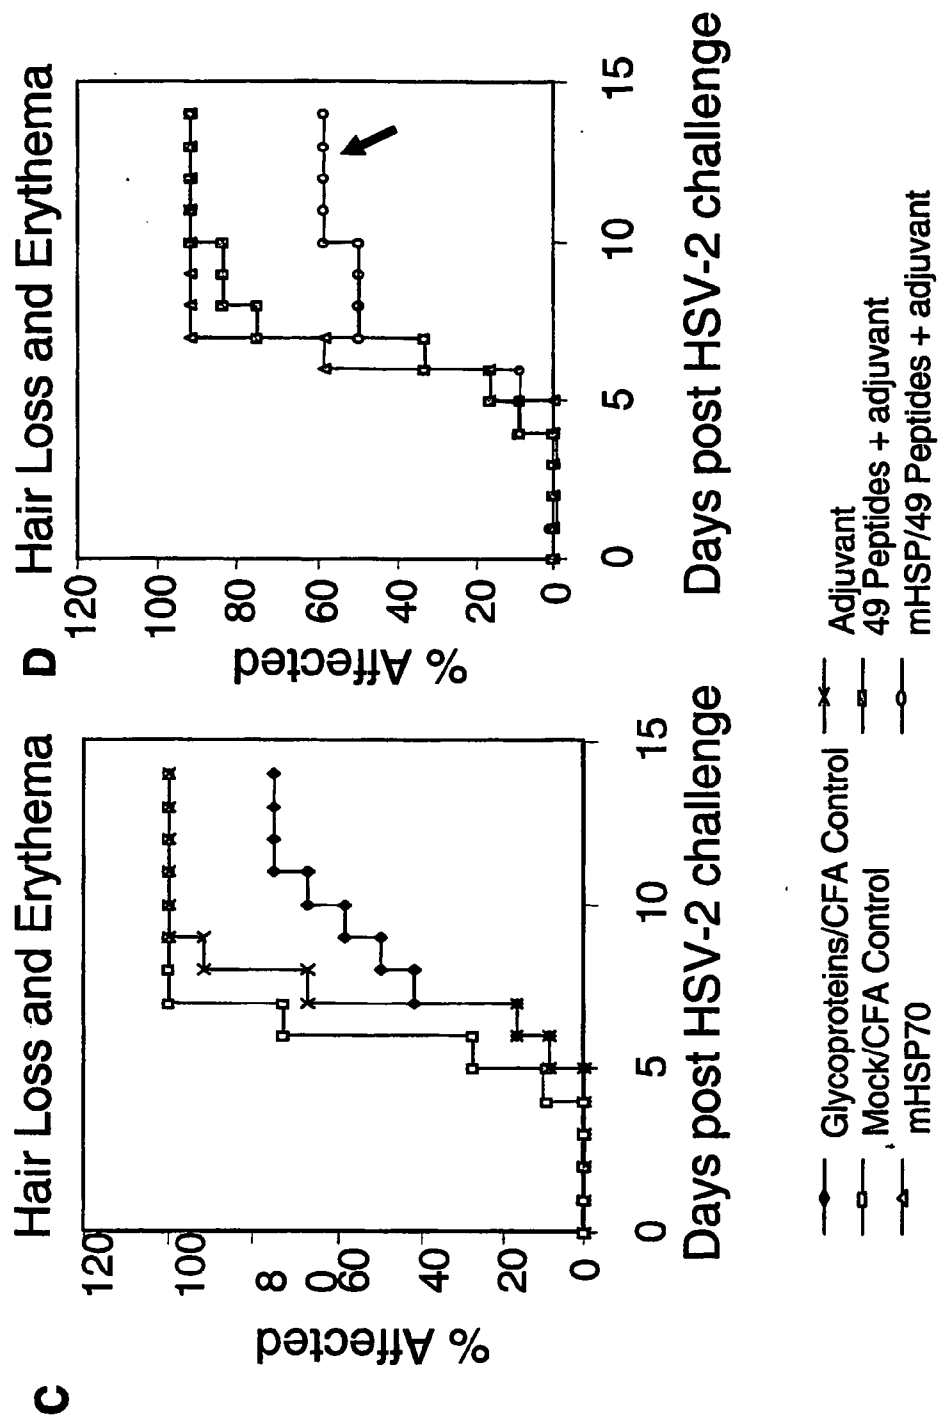 C
Hair Loss and Erythema
% Affected
120
100
8
0
60
40
20
0
0
5
10
15
Days post HSV-2 challenge
D
Hair Loss and Erythema
% Affected
120
100
80
60
40
20
0
0
5
10
15
Days post HSV-2 challenge
Glycoproteins/CFA Control
Mock/CFA Control
mHSP70
Adjuvant
49 Peptides + adjuvant
mHSP/49 Peptides + adjuvant